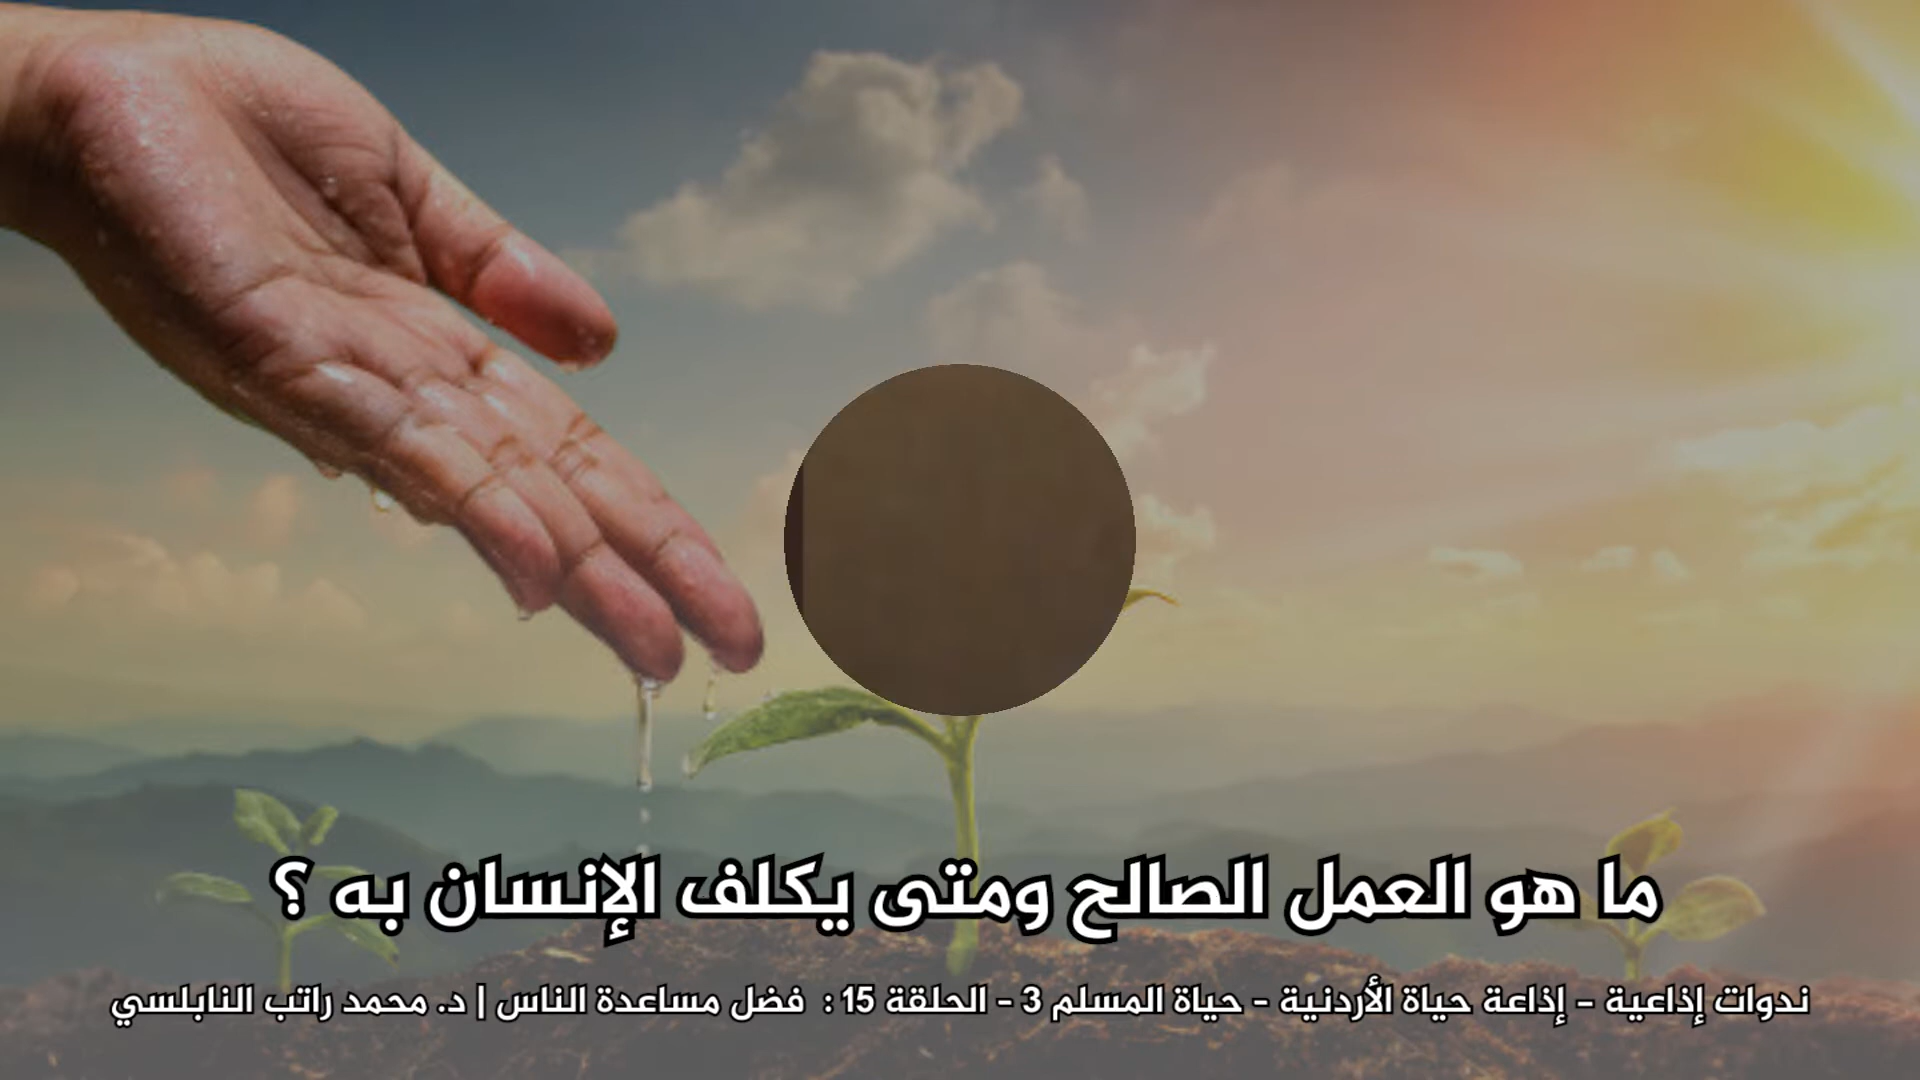 ما هو العمل الصالح ومتى يكلف الإنسان به ؟
ندوات إذاعية - إذاعة حياة الأردنية - حياة المسلم 3 - الحلقة 15 : فضل مساعدة الناس | د. محمد راتب النابلسي